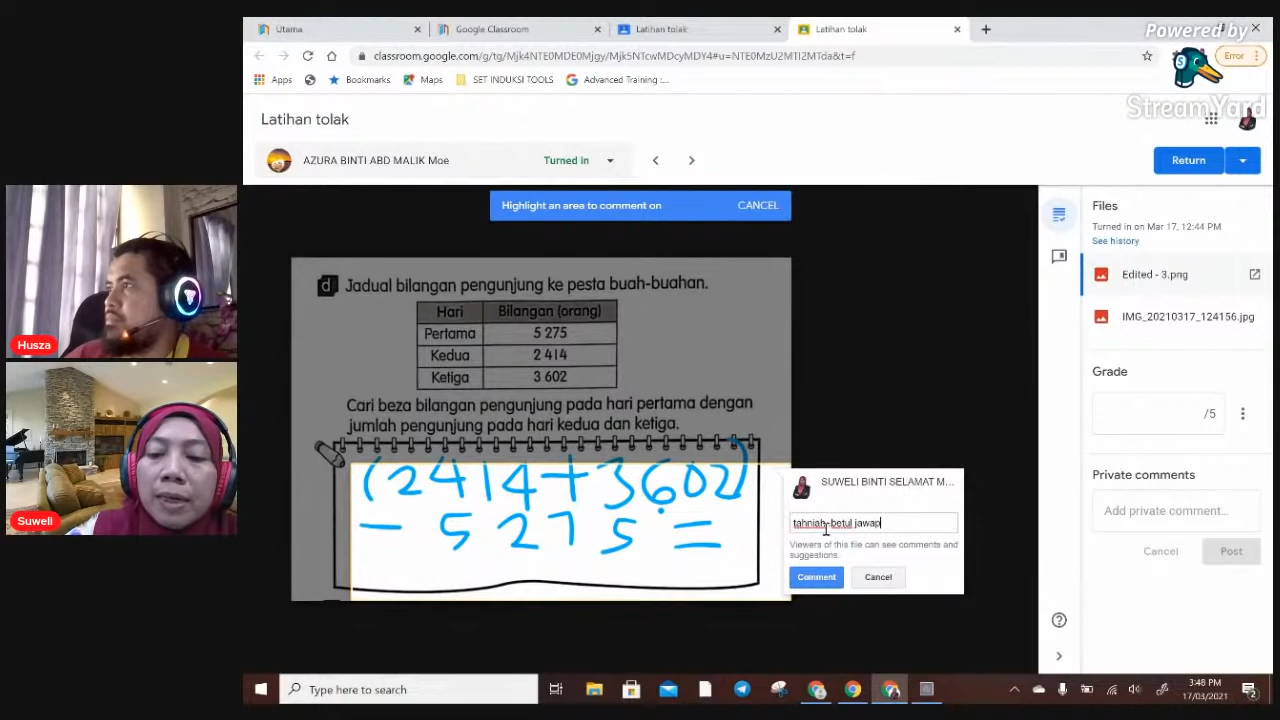 Utama
Google Classroom
Latihan tolak
Latihan tolak
Powered by
StreamYard
classroom.google.com/g/tg/Mjk4NTE0MDE0Mjgy/Mjk5NTcwMDcyMDY4#u=NTE0MzU2MTI2MTda&t=f
Error
Apps
Bookmarks
Maps
SET INDUKSI TOOLS
Advanced Training :...
Latihan tolak
AZURA BINTI ABD MALIK Moe
Turned in
Return
Highlight an area to comment on
CANCEL
d Jadual bilangan pengunjung ke pesta buah-buahan.
Hari Bilangan (orang)
Pertama 5 275
Kedua 2 414
Ketiga 3 602
Cari beza bilangan pengunjung pada hari pertama dengan
jumlah pengunjung pada hari kedua dan ketiga.
(2414+3602)
- 5275 =
SUWELI BINTI SELAMAT M...
tahniah-betul jawap
Viewers of this file can see comments and
suggestions.
Comment
Cancel
Files
Turned in on Mar 17, 12:44 PM
See history
Edited - 3.png
IMG_20210317_124156.jpg
Grade
/5
Private comments
Add private comment...
Cancel
Post
Husza
Suweli
Type here to search
3:48 PM
17/03/2021
2